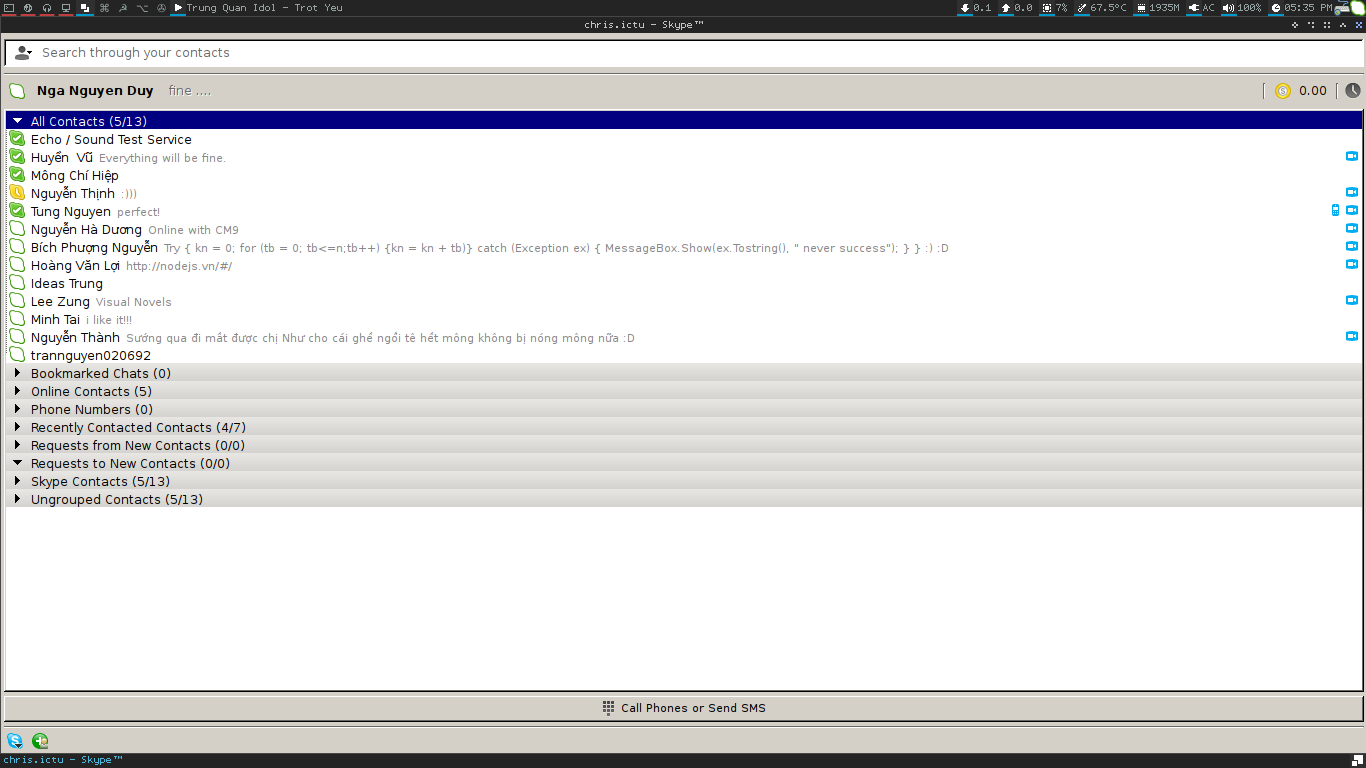 Trung Quan Idol - Trot Yeu 0.1 0.0 7% 67.5°C 1935M AC 100% 05:35 PM
chris.ictu - Skype™
Search through your contacts
Nga Nguyen Duy fine .... 0.00
All Contacts (5/13)
Echo / Sound Test Service
Huyển Vũ Everything will be fine.
Mông Chí Hiệp
Nguyễn Thịnh :)))
Tung Nguyen perfect!
Nguyễn Hà Dương Online with CM9
Bích Phượng Nguyễn Try { kn = 0; for (tb = 0; tb<=n;tb++) {kn = kn + tb)} catch (Exception ex) { MessageBox.Show(ex.Tostring(), " never success"); } } :) :D
Hoàng Văn Lợi http://nodejs.vn/#/
Ideas Trung
Lee Zung Visual Novels
Minh Tai i like it!!!
Nguyễn Thành Sướng qua đi mất được chị Như cho cái ghế ngồi tê hết mông không bị nóng mông nữa :D
trannguyen020692
Bookmarked Chats (0)
Online Contacts (5)
Phone Numbers (0)
Recently Contacted Contacts (4/7)
Requests from New Contacts (0/0)
Requests to New Contacts (0/0)
Skype Contacts (5/13)
Ungrouped Contacts (5/13)
Call Phones or Send SMS
chris.ictu - Skype™